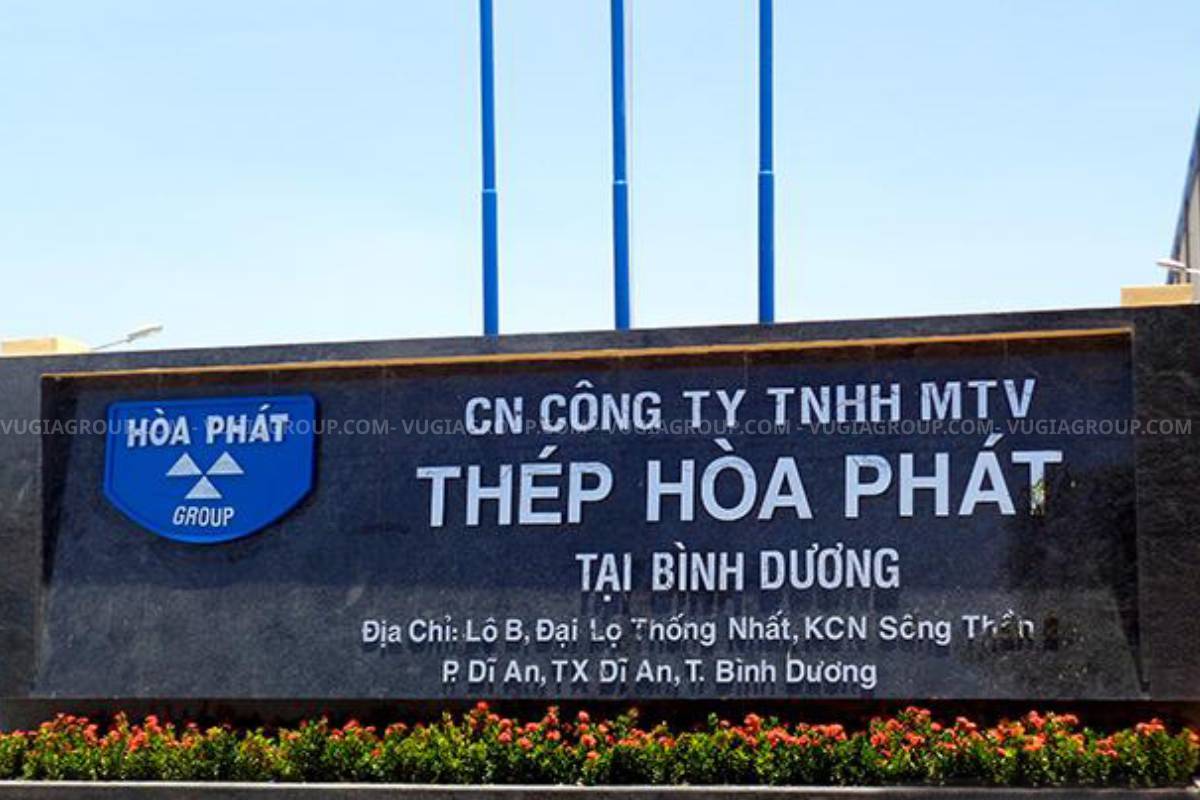 CN CÔNG TY TNHH MTV
HÒA PHÁT
VUGIAGROUP.COM - VUGIAGROUP.COM - VUGIAGROUP.COM - VUGIAGROUP.COM - VUGIAGROUP.COM - VUGIAGROUP.COM
THÉP HÒA PHÁT
GROUP
TẠI BÌNH DƯƠNG
Địa Chỉ: Lô B, Đại Lộ Thống Nhất, KCN Sóng Thần
P. Dĩ An, TX Dĩ An, T. Bình Dương